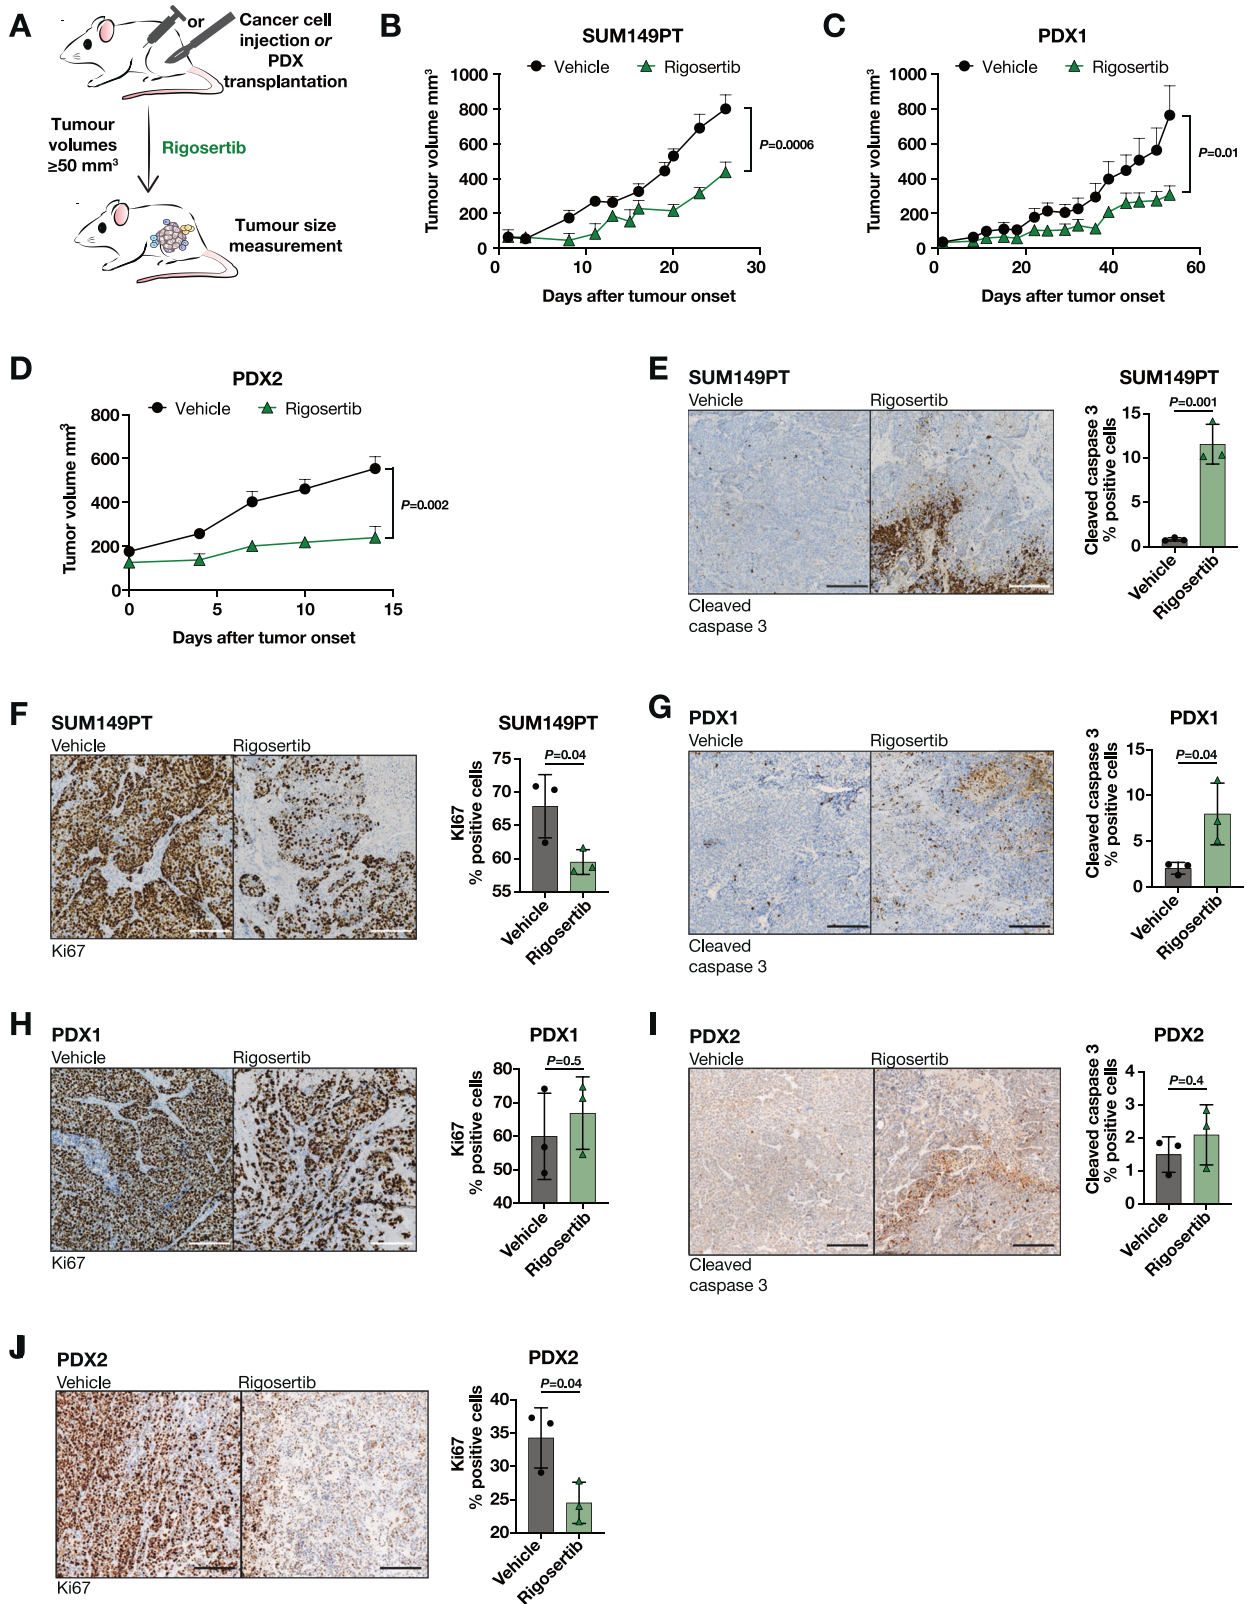 A
or
Cancer cell
injection or
PDX
transplantation
Tumour
volumes
≥50 mm³
Rigosertib
Tumour size
measurement
B
SUM149PT
Vehicle
Rigosertib
Tumour volume mm³
1000
800
600
400
200
0
0
10
20
30
P=0.0006
Days after tumour onset
C
PDX1
Vehicle
Rigosertib
Tumour volume mm³
1000
800
600
400
200
0
0
20
40
60
P=0.01
Days after tumour onset
D
PDX2
Vehicle
Rigosertib
Tumor volume mm³
800
600
400
200
0
0
5
10
15
P=0.002
Days after tumor onset
E
SUM149PT
Vehicle
Rigosertib
Cleaved
caspase 3
SUM149PT
P=0.001
Cleaved caspase 3
% positive cells
15
10
5
0
Vehicle
Rigosertib
F
SUM149PT
Vehicle
Rigosertib
Ki67
SUM149PT
P=0.04
KI67
% positive cells
75
70
65
60
55
Vehicle
Rigosertib
G
PDX1
Vehicle
Rigosertib
Cleaved
caspase 3
PDX1
P=0.04
Cleaved caspase 3
% positive cells
15
10
5
0
Vehicle
Rigosertib
H
PDX1
Vehicle
Rigosertib
Ki67
PDX1
P=0.5
Ki67
% positive cells
80
70
60
50
40
Vehicle
Rigosertib
I
PDX2
Vehicle
Rigosertib
Cleaved
caspase 3
PDX2
P=0.4
Cleaved caspase 3
% positive cells
4
3
2
1
0
Vehicle
Rigosertib
J
PDX2
Vehicle
Rigosertib
Ki67
PDX2
P=0.04
Ki67
% positive cells
40
35
30
25
20
Vehicle
Rigosertib